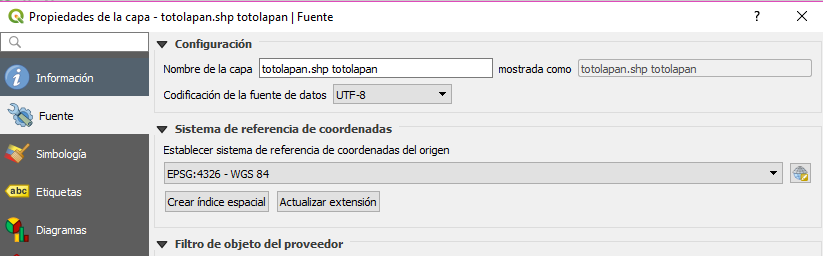 Propiedades de la capa - totolapan.shp totolapan | Fuente
Configuración
Información
Nombre de la capa totolapan.shp totolapan mostrada como totolapan.shp totolapan
Codificación de la fuente de datos UTF-8
Fuente
Sistema de referencia de coordenadas
Simbología
Establecer sistema de referencia de coordenadas del origen
EPSG:4326 - WGS 84
abc Etiquetas
Crear índice espacial Actualizar extensión
Diagramas
Filtro de objeto del proveedor